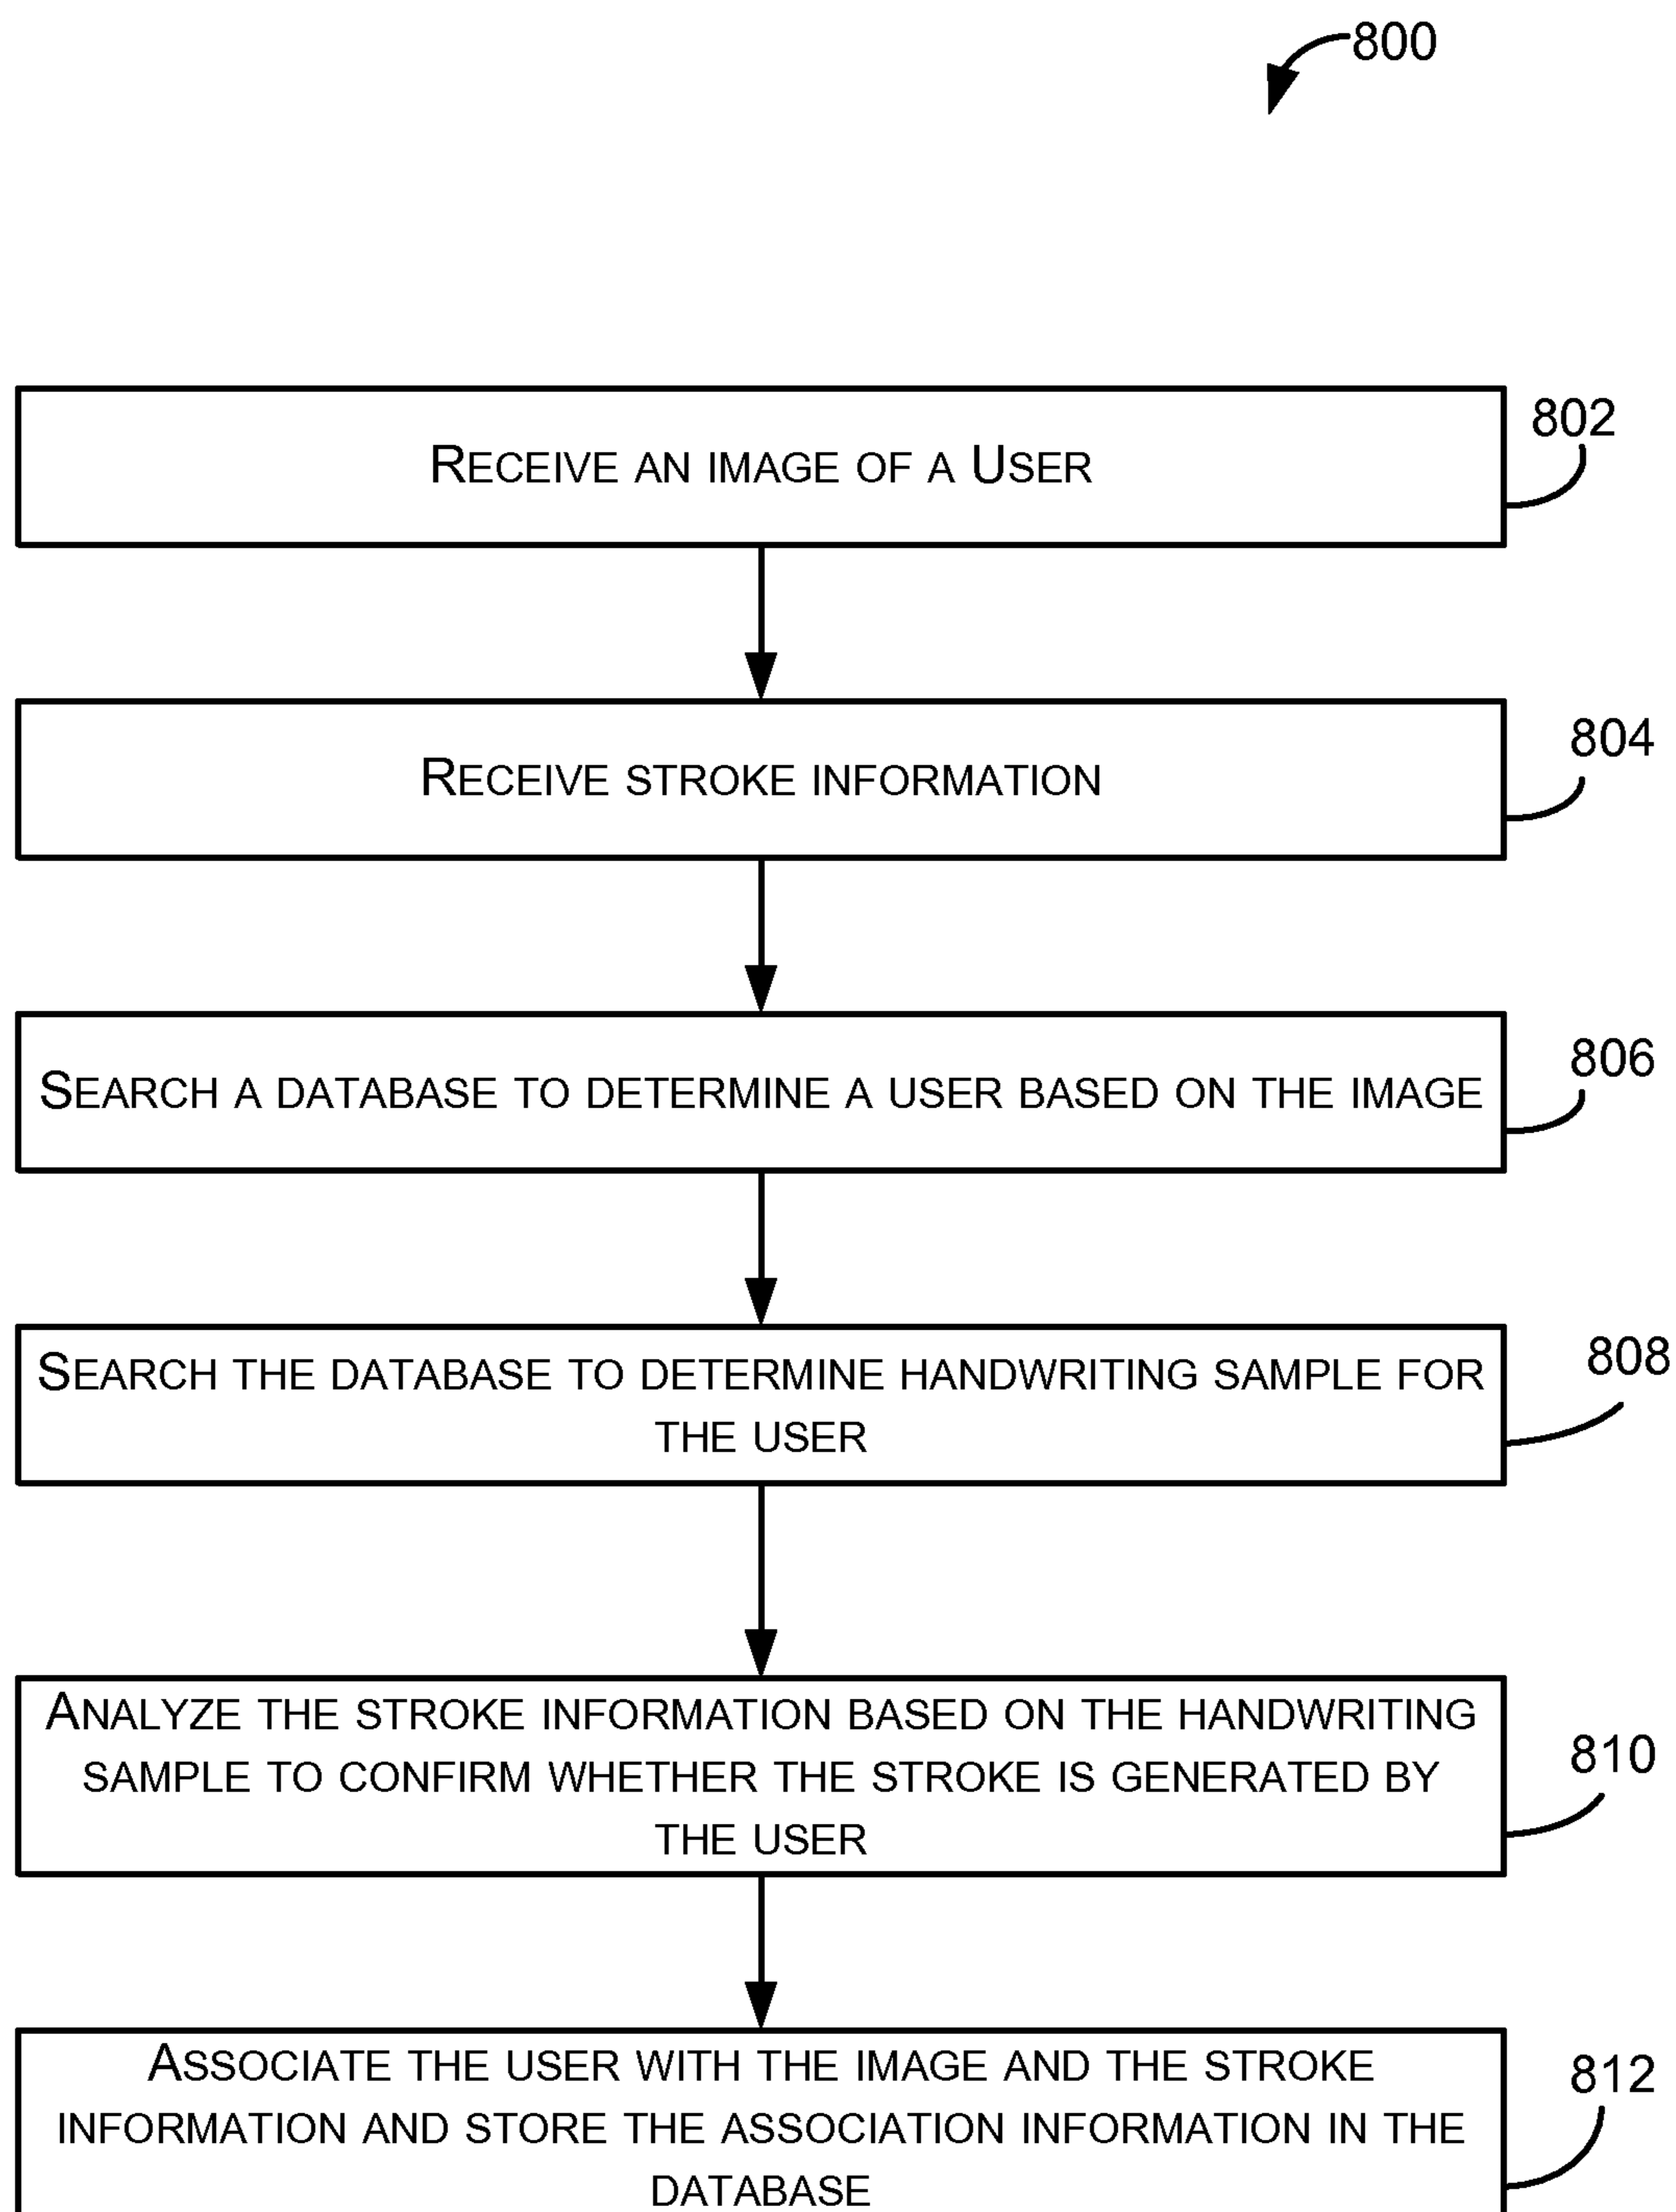 800
RECEIVE AN IMAGE OF A USER
802
RECEIVE STROKE INFORMATION
804
SEARCH A DATABASE TO DETERMINE A USER BASED ON THE IMAGE
806
SEARCH THE DATABASE TO DETERMINE HANDWRITING SAMPLE FOR
THE USER
808
ANALYZE THE STROKE INFORMATION BASED ON THE HANDWRITING
SAMPLE TO CONFIRM WHETHER THE STROKE IS GENERATED BY
THE USER
810
ASSOCIATE THE USER WITH THE IMAGE AND THE STROKE
INFORMATION AND STORE THE ASSOCIATION INFORMATION IN THE
DATABASE
812